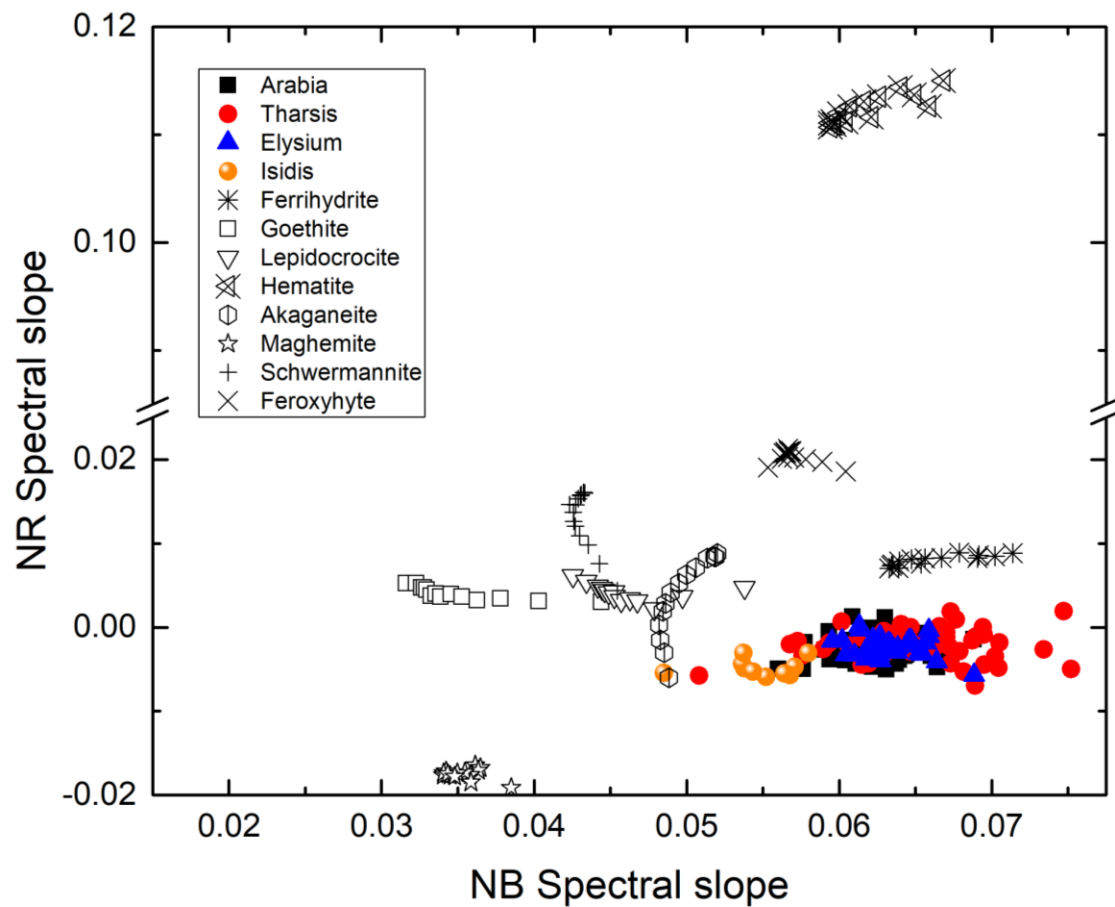 0.12
Arabia
Tharsis
Elysium
Isidis
Ferrihydrite
Goethite
Lepidocrocite
Hematite
Akaganeite
Maghemite
Schwermannite
Feroxyhyte
0.10
0.02
0.00
-0.02
NR Spectral slope
0.02 0.03 0.04 0.05 0.06 0.07
NB Spectral slope